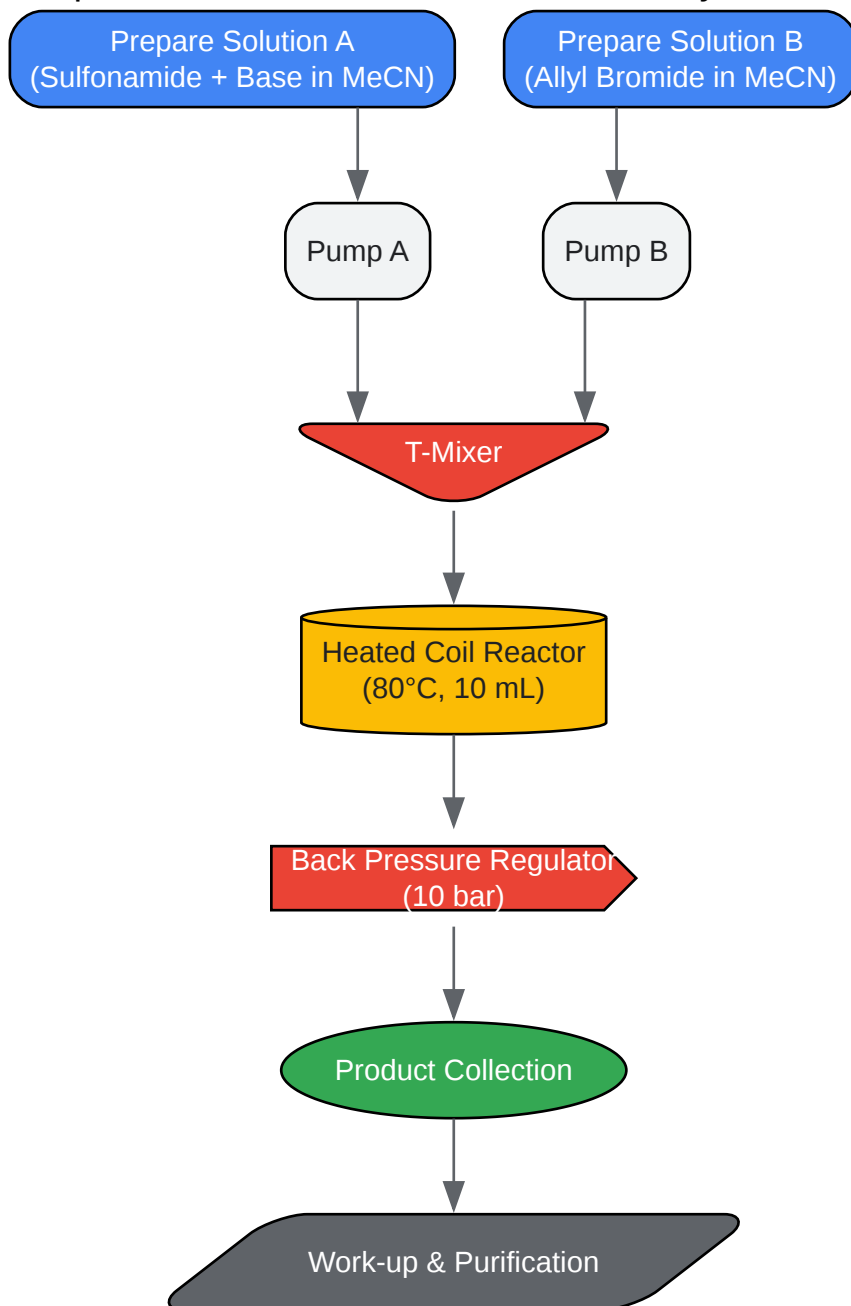 Prepare Solution A
(Sulfonamide + Base in MeCN)
Prepare Solution B
(Allyl Bromide in MeCN)
Pump A
Pump B
T-Mixer
Heated Coil Reactor
(80°C, 10 mL)
Back Pressure Regulator
(10 bar)
Product Collection
Work-up & Purification